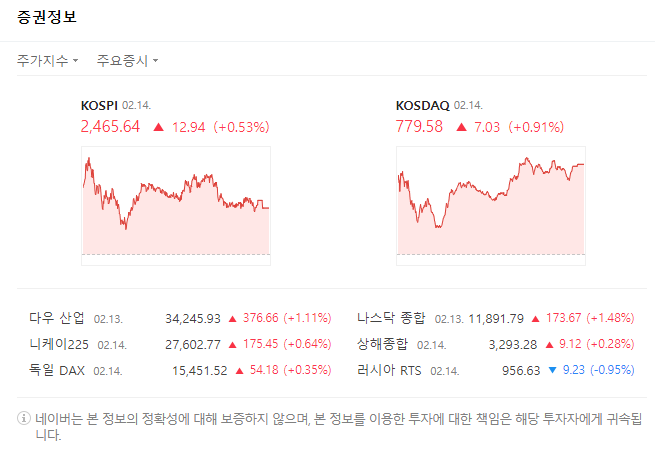 증권정보
주가지수 주요증시
KOSPI 02.14. KOSDAQ 02.14.
2,465.64 ▲ 12.94 (+0.53%) 779.58 ▲ 7.03 (+0.91%)
다우 산업 02.13. 34,245.93 ▲ 376.66 (+1.11%) 나스닥 종합 02.13. 11,891.79 ▲ 173.67 (+1.48%)
니케이225 02.14. 27,602.77 ▲ 175.45 (+0.64%) 상해종합 02.14. 3,293.28 ▲ 9.12 (+0.28%)
독일 DAX 02.14. 15,451.52 ▲ 54.18 (+0.35%) 러시아 RTS 02.14. 956.63 ▼ 9.23 (-0.95%)
네이버는 본 정보의 정확성에 대해 보증하지 않으며, 본 정보를 이용한 투자에 대한 책임은 해당 투자자에게 귀속됩
니다.